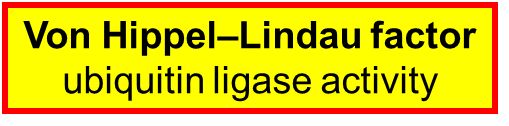 Von Hippel–Lindau factor
ubiquitin ligase activity